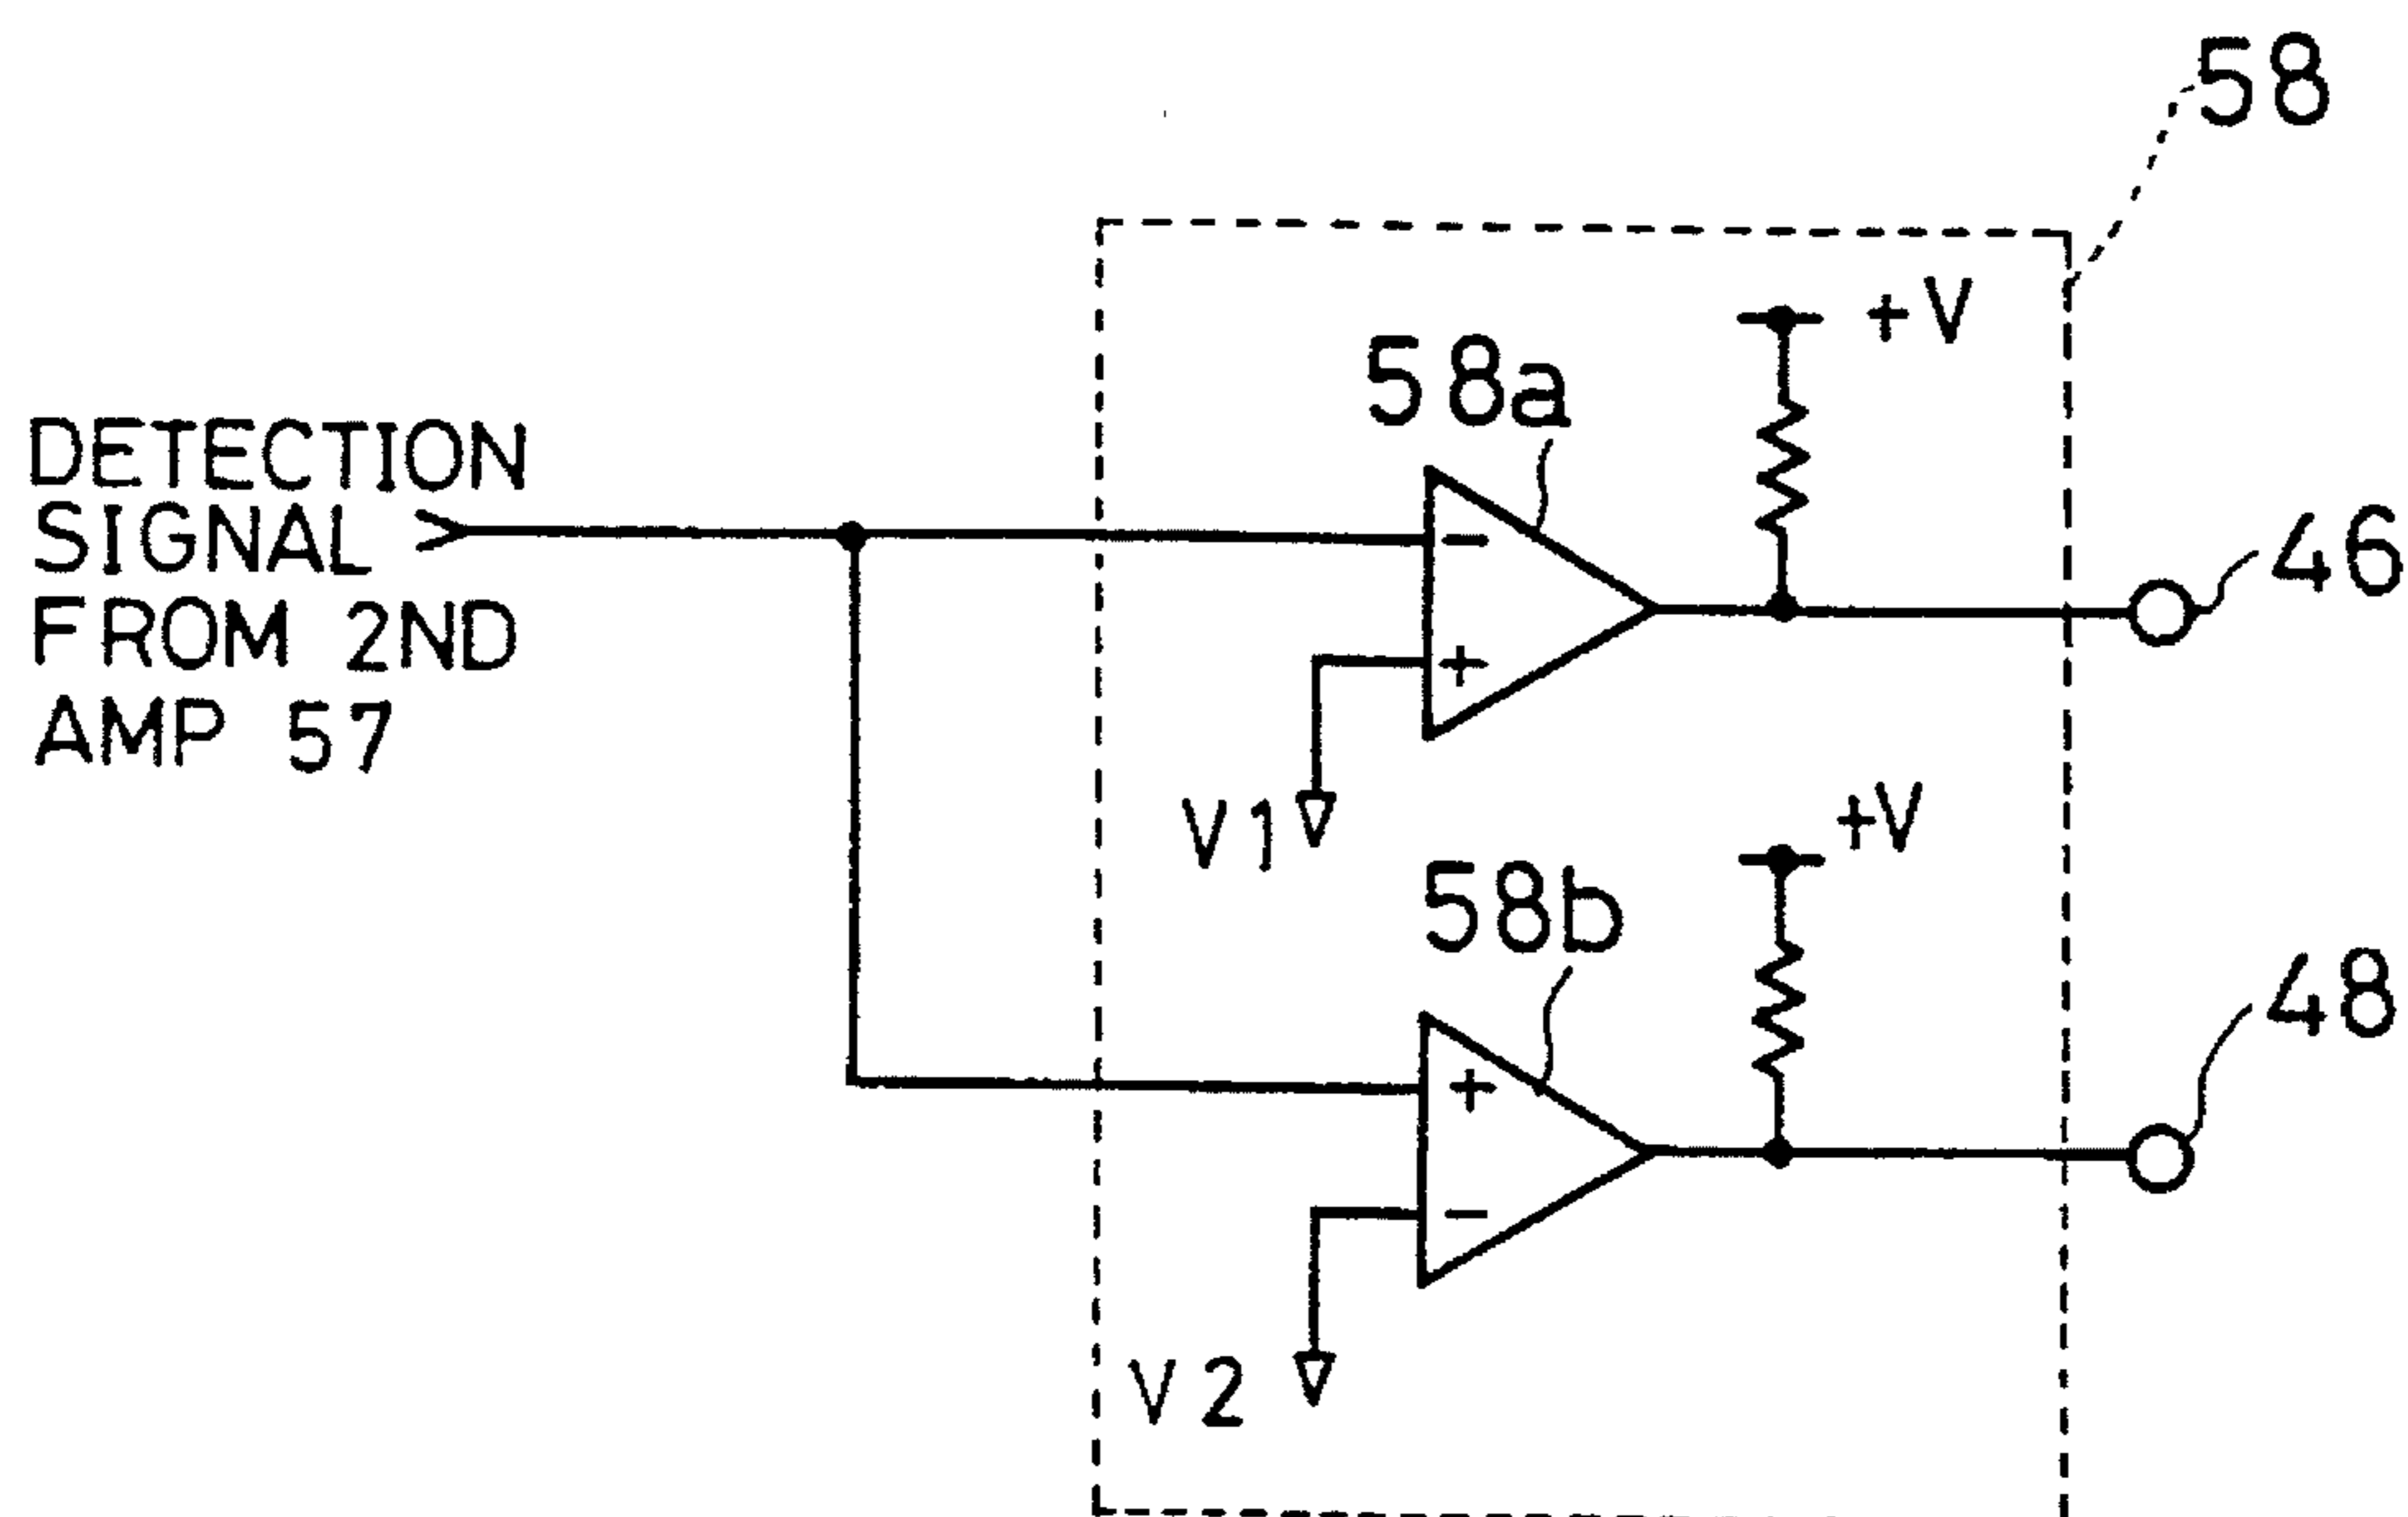 58
+V
58a
DETECTION
SIGNAL
FROM 2ND
AMP 57
-
+
46
V1
+V
58b
+
-
48
V2